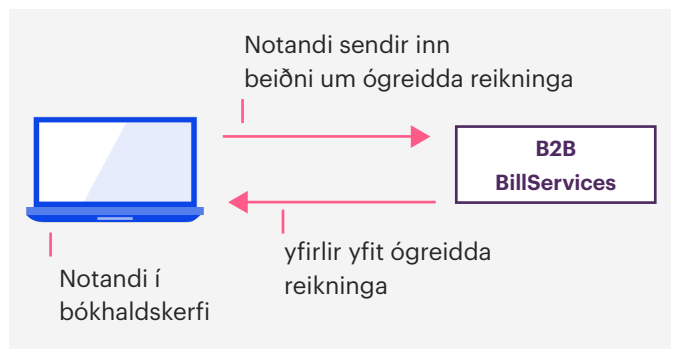 Notandi sendir inn
beiðni um ógreidda reikninga
B2B
BillServices
yfirlir yfit ógreidda
reikninga
Notandi í
bókhaldskerfi